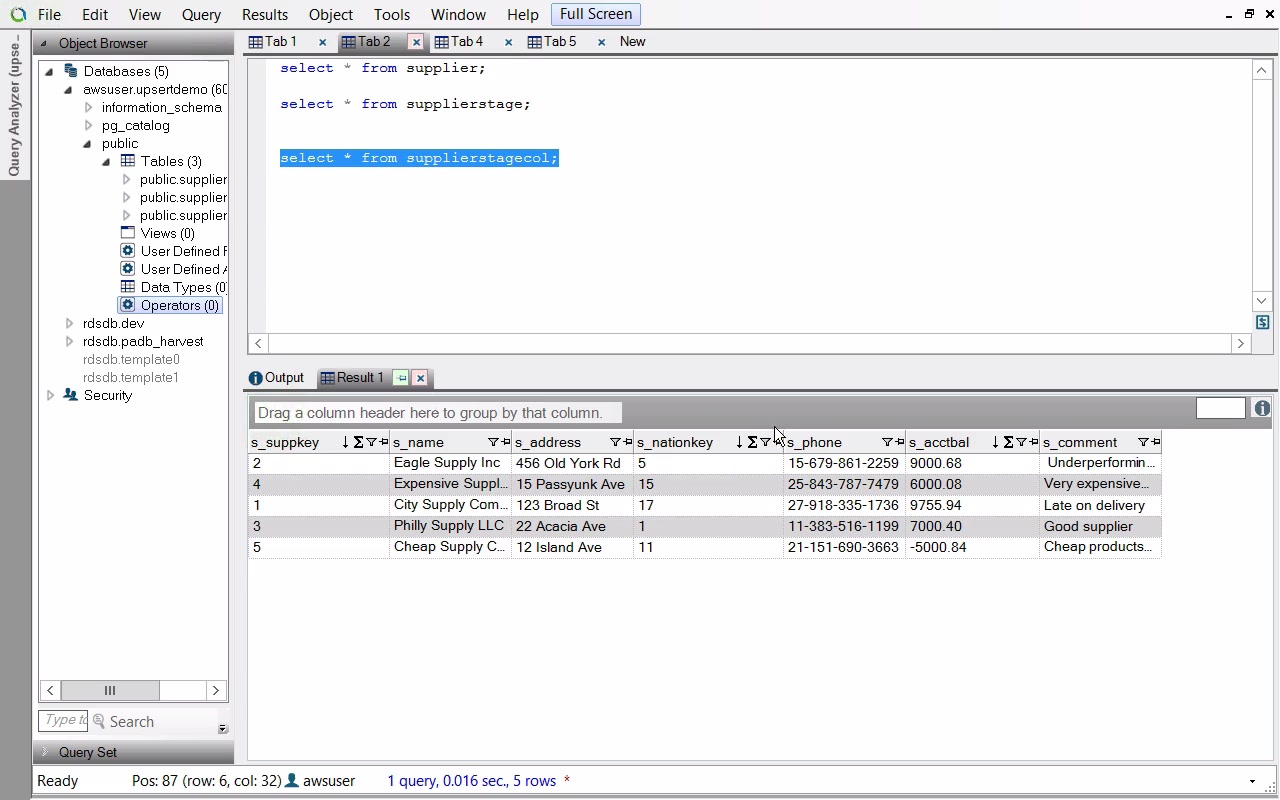 File Edit View Query Results Object Tools Window Help Full Screen
Query Analyzer (upse...
Object Browser
Databases (5)
awsuser.upsertdemo (60
information_schema
pg_catalog
public
Tables (3)
public.supplier
public.supplier
public.supplier
Views (0)
User Defined F
User Defined A
Data Types (0)
Operators (0)
rdsdb.dev
rdsdb.padb_harvest
rdsdb.template0
rdsdb.template1
Security
Search
Query Set
Tab 1 Tab 2 Tab 4 Tab 5 New
select * from supplier;
select * from supplierstage;
select * from supplierstagecol;
Output Result 1
Drag a column header here to group by that column.
s_suppkey s_name s_address s_nationkey s_phone s_acctbal s_comment
2 Eagle Supply Inc 456 Old York Rd 5 15-679-861-2259 9000.68 Underperformin...
4 Expensive Suppl... 15 Passyunk Ave 15 25-843-787-7479 6000.08 Very expensive...
1 City Supply Com... 123 Broad St 17 27-918-335-1736 9755.94 Late on delivery
3 Philly Supply LLC 22 Acacia Ave 1 11-383-516-1199 7000.40 Good supplier
5 Cheap Supply C... 12 Island Ave 11 21-151-690-3663 -5000.84 Cheap products...
Ready Pos: 87 (row: 6, col: 32) awsuser 1 query, 0.016 sec., 5 rows *